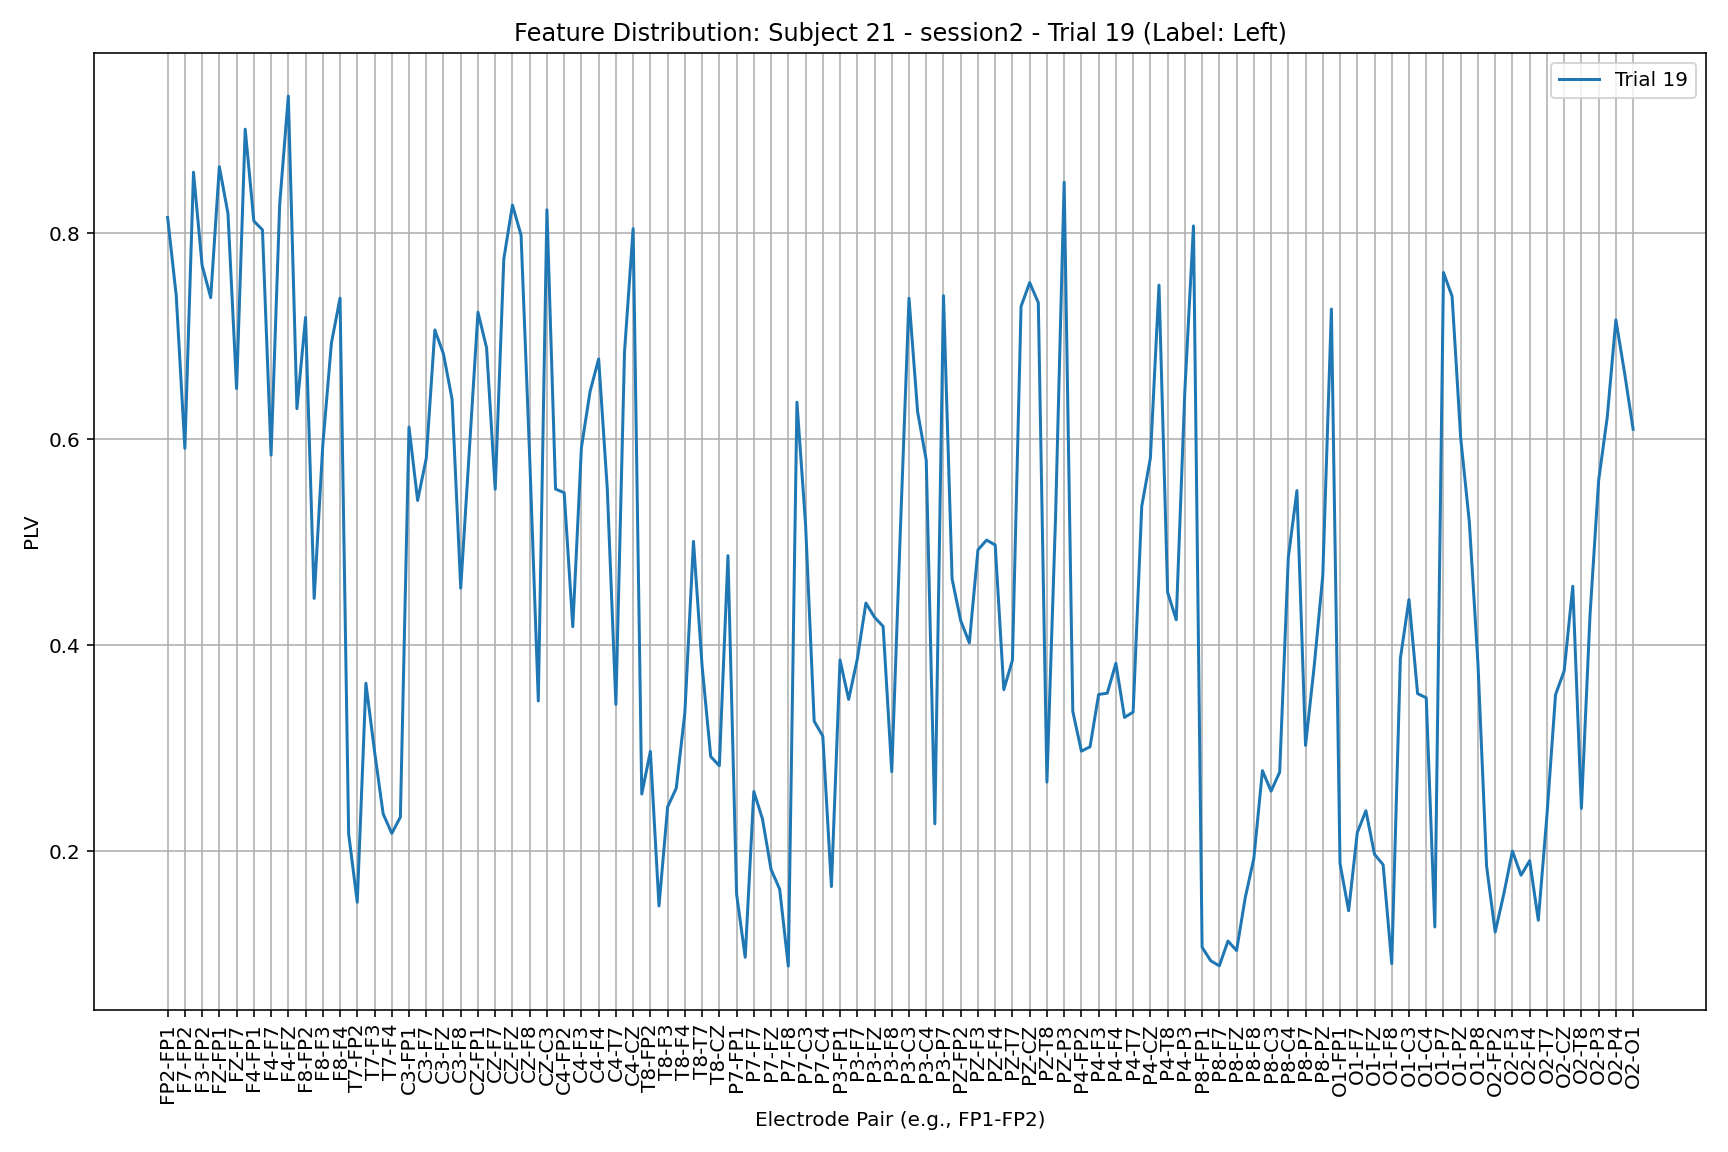 Feature Distribution: Subject 21 - session2 - Trial 19 (Label: Left)
Trial 19
PLV
0.8
0.6
0.4
0.2
FP2-FP1
F7-FP2
F3-FP2
FZ-FP1
FZ-F7
F4-FP1
F4-F7
F4-FZ
F8-FP2
F8-F3
F8-F4
T7-FP2
T7-F3
T7-F4
C3-FP1
C3-F7
C3-FZ
C3-F8
CZ-FP1
CZ-F7
CZ-FZ
CZ-F8
CZ-C3
C4-FP2
C4-F3
C4-F4
C4-T7
C4-CZ
T8-FP2
T8-F3
T8-F4
T8-T7
T8-CZ
P7-FP1
P7-F7
P7-FZ
P7-F8
P7-C3
P7-C4
P3-FP1
P3-F7
P3-FZ
P3-F8
P3-C3
P3-C4
P3-P7
PZ-FP2
PZ-F3
PZ-F4
PZ-T7
PZ-CZ
PZ-T8
PZ-P3
P4-FP2
P4-F3
P4-F4
P4-T7
P4-CZ
P4-T8
P4-P3
P8-FP1
P8-F7
P8-FZ
P8-F8
P8-C3
P8-C4
P8-P7
P8-PZ
O1-FP1
O1-F7
O1-FZ
O1-F8
O1-C3
O1-C4
O1-P7
O1-PZ
O1-P8
O2-FP2
O2-F3
O2-F4
O2-T7
O2-CZ
O2-T8
O2-P3
O2-P4
O2-O1
Electrode Pair (e.g., FP1-FP2)